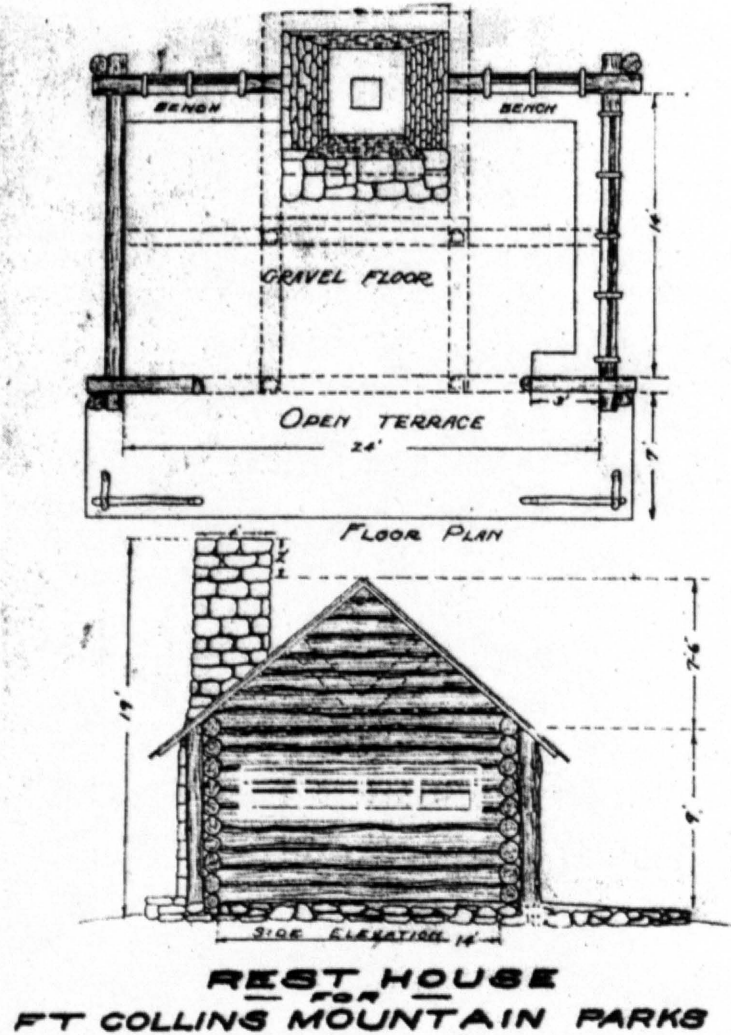 BENCH
BENCH
14'
GRAVEL FLOOR
3'
OPEN TERRACE
24'
7'
FLOOR PLAN
19'
7'-6"
9'
SIDE ELEVATION 14'
REST HOUSE
FOR
FT COLLINS MOUNTAIN PARKS